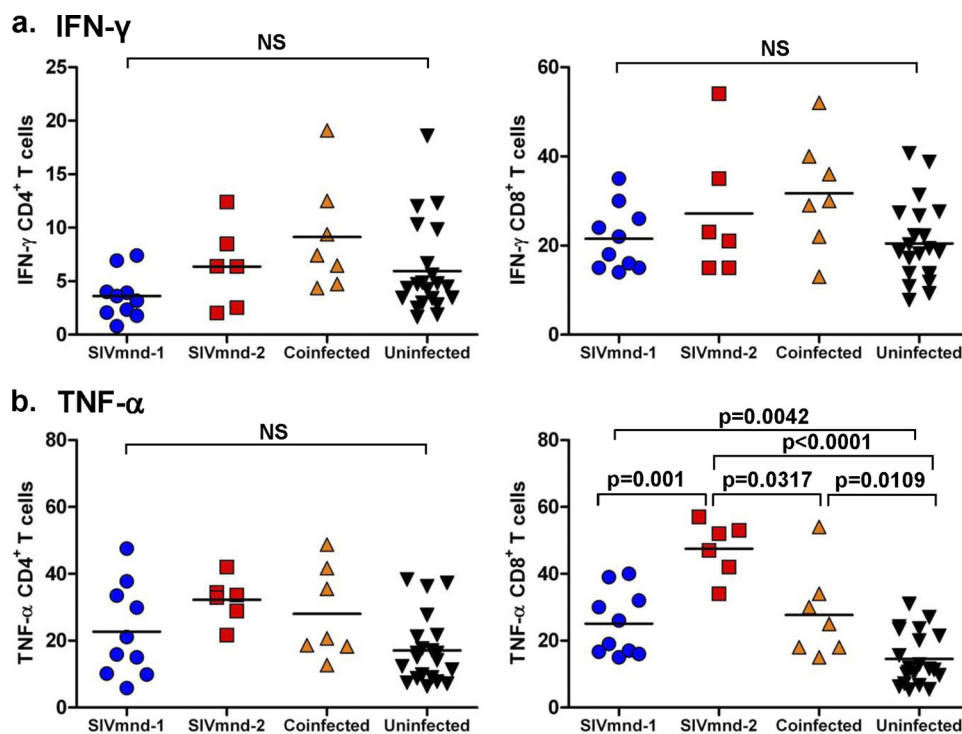 a. IFN-γ
NS
25
20
15
10
5
0
IFN-γ CD4+ T cells
SIVmnd-1 SIVmnd-2 Coinfected Uninfected
NS
60
40
20
0
IFN-γ CD8+ T cells
SIVmnd-1 SIVmnd-2 Coinfected Uninfected
b. TNF-α
NS
80
60
40
20
0
TNF-α CD4+ T cells
SIVmnd-1 SIVmnd-2 Coinfected Uninfected
p=0.0042
p<0.0001
p=0.001 p=0.0317 p=0.0109
80
60
40
20
0
TNF-α CD8+ T cells
SIVmnd-1 SIVmnd-2 Coinfected Uninfected